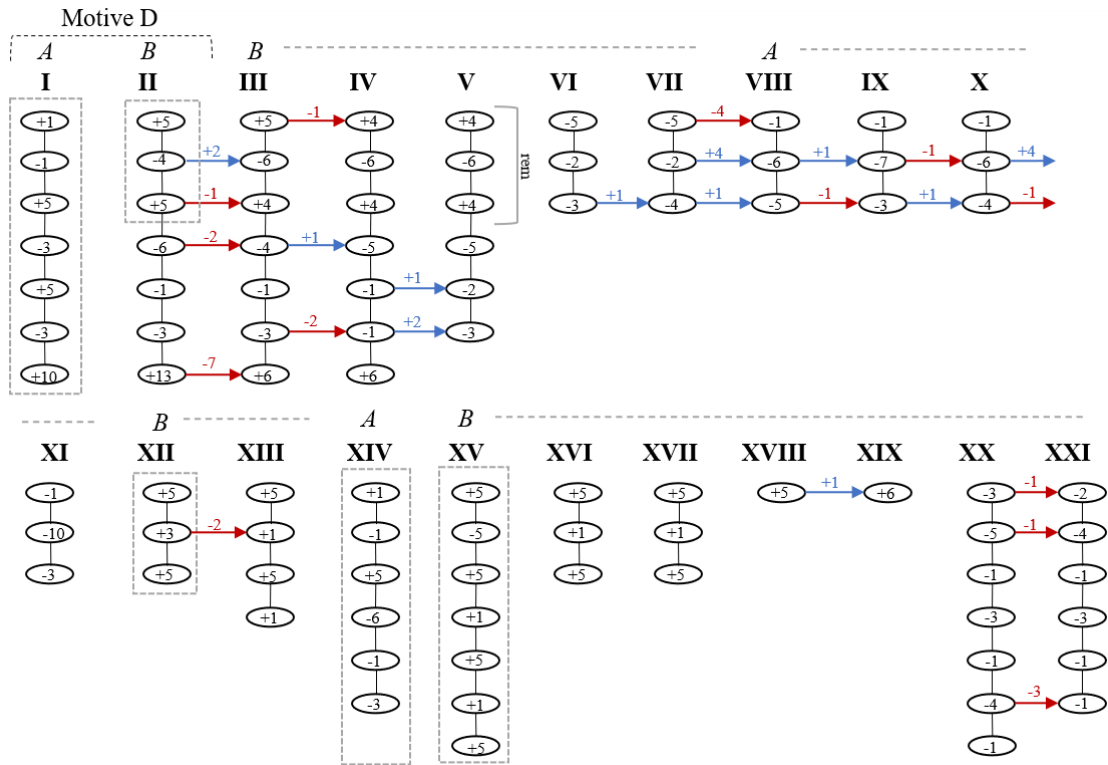 Motive D
A B B A
I II III IV V VI VII VIII IX X
+1 +5 +5 -1 +4 +4 -5 -5 -4 -1 -1 -1
-1 -4 +2 -6 -6 -6 -2 -2 +4 -6 +1 -7 -1 -6 +4
rem
+5 +5 -1 +4 +4 +4 -3 +1 -4 +1 -5 -1 -3 +1 -4 -1
-3 -6 -2 -4 +1 -5 -5
+5 -1 -1 -1 +1 -2
-3 -3 -3 -2 -1 +2 -3
+10 +13 -7 +6 +6
B A B
XI XII XIII XIV XV XVI XVII XVIII XIX XX XXI
-1 +5 +5 +1 +5 +5 +5 +5 +1 +6 -3 -1 -2
-10 +3 -2 +1 -1 -5 +1 +1 -5 -1 -4
-3 +5 +5 +5 +5 +5 +5 -1 -1
+1 -6 +1 -3 -3
-1 +5 -1 -1
-3 +1 -4 -3 -1
+5 -1